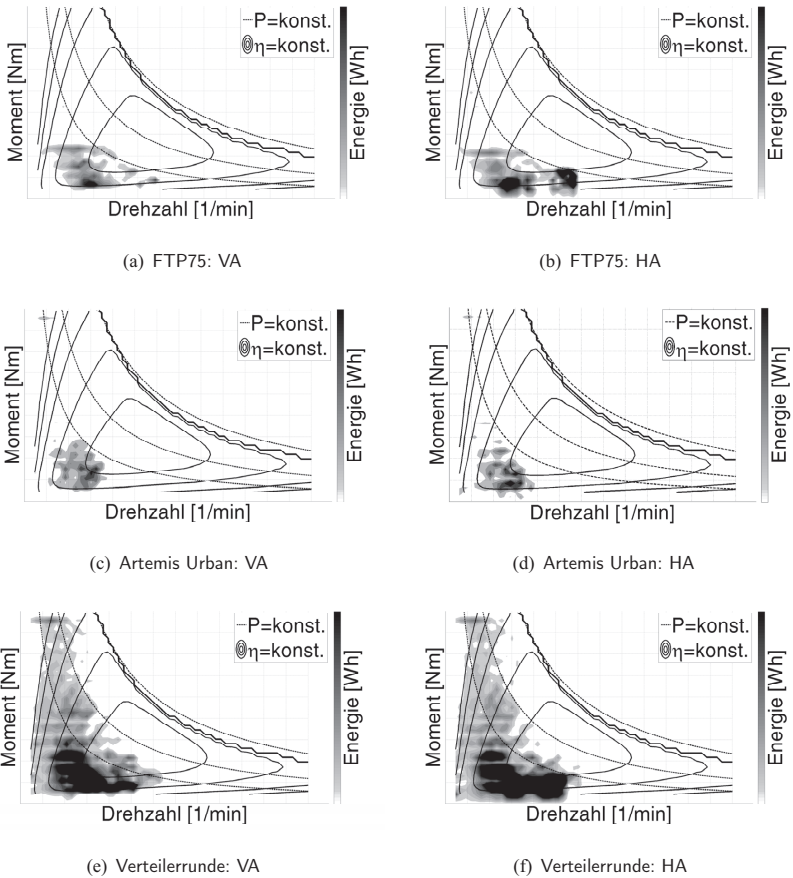 P=konst.
η=konst.
Moment [Nm]
Energie [Wh]
Drehzahl [1/min]
(a) FTP75: VA
P=konst.
η=konst.
Moment [Nm]
Energie [Wh]
Drehzahl [1/min]
(b) FTP75: HA
P=konst.
η=konst.
Moment [Nm]
Energie [Wh]
Drehzahl [1/min]
(c) Artemis Urban: VA
P=konst.
η=konst.
Moment [Nm]
Energie [Wh]
Drehzahl [1/min]
(d) Artemis Urban: HA
P=konst.
η=konst.
Moment [Nm]
Energie [Wh]
Drehzahl [1/min]
(e) Verteilerrunde: VA
P=konst.
η=konst.
Moment [Nm]
Energie [Wh]
Drehzahl [1/min]
(f) Verteilerrunde: HA